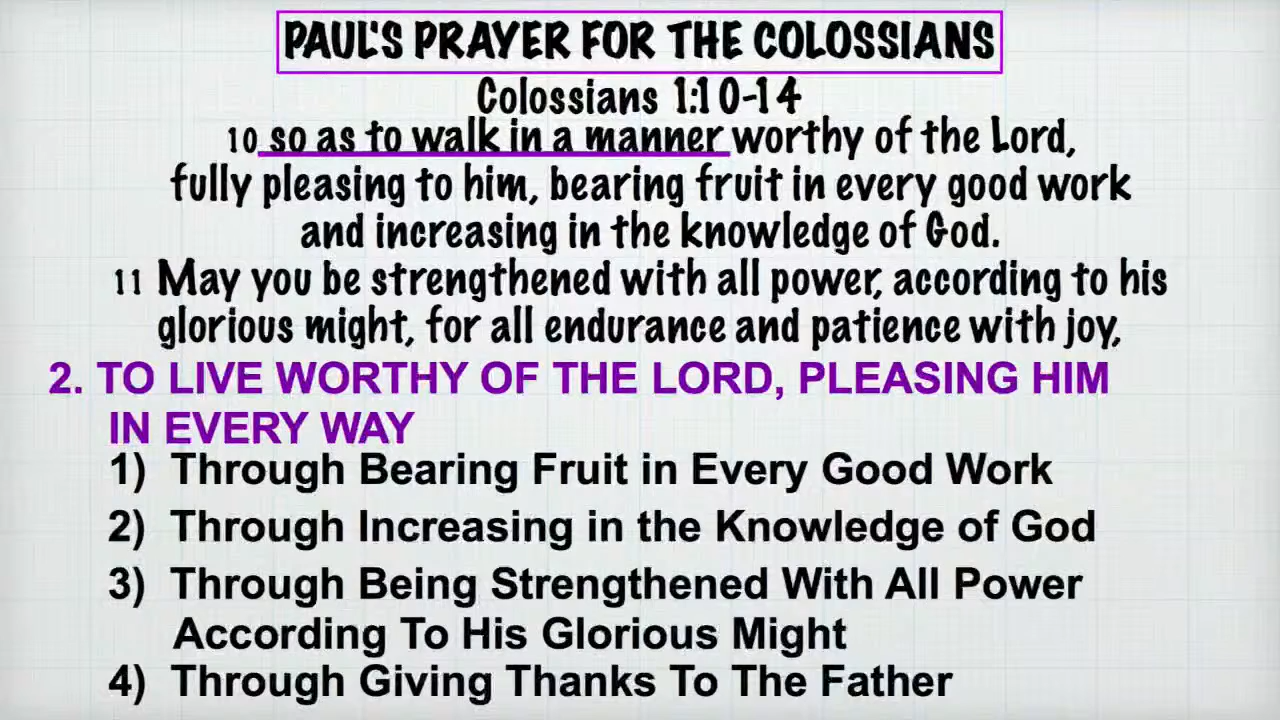 PAUL'S PRAYER FOR THE COLOSSIANS
Colossians 1:10-14
10 so as to walk in a manner worthy of the Lord,
fully pleasing to him, bearing fruit in every good work
and increasing in the knowledge of God.
11 May you be strengthened with all power, according to his
glorious might, for all endurance and patience with joy,
2. TO LIVE WORTHY OF THE LORD, PLEASING HIM
IN EVERY WAY
1) Through Bearing Fruit in Every Good Work
2) Through Increasing in the Knowledge of God
3) Through Being Strengthened With All Power
According To His Glorious Might
4) Through Giving Thanks To The Father